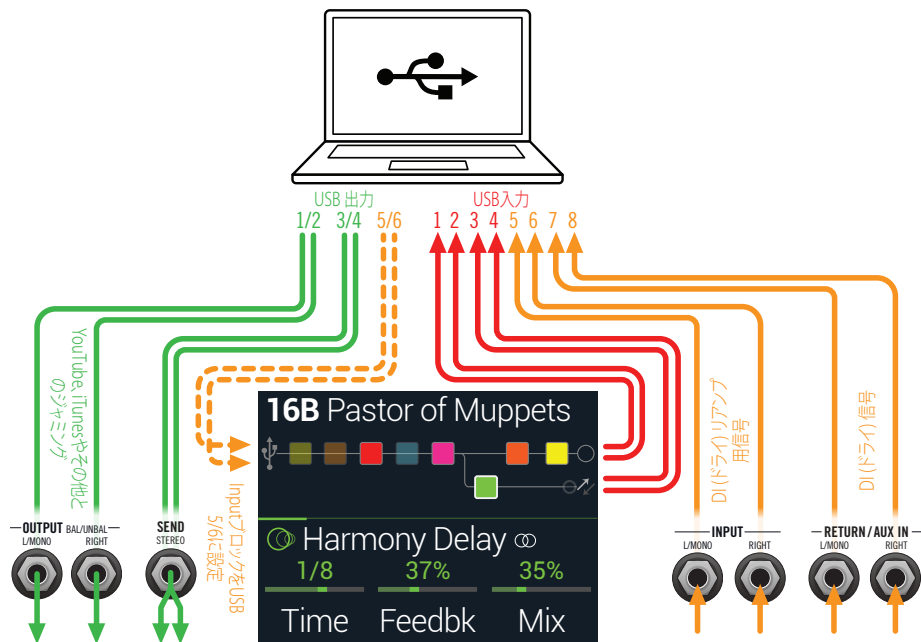 USB 出力
USB入力
1/2 3/4 5/6
1 2 3 4 5 6 7 8
YouTube、iTunesやその他と
のジャミング
InputブロックをUSB
5/6に設定
16B Pastor of Muppets
Harmony Delay
1/8 37% 35%
Time Feedbk Mix
DI (ドライ) リアンプ
用信号
DI (ドライ) 信号
OUTPUT BAL/UNBAL
L/MONO RIGHT
SEND
STEREO
INPUT
L/MONO RIGHT
RETURN / AUX IN
L/MONO RIGHT